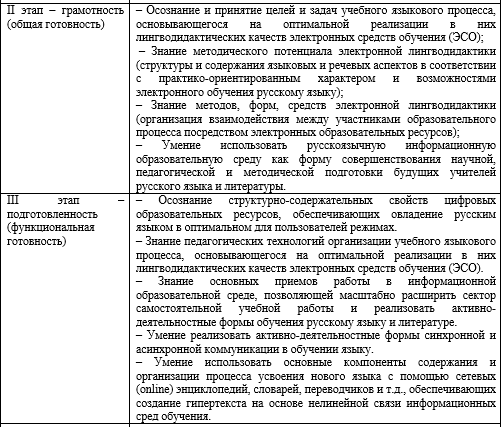 II этап – грамотность
(общая готовность)
– Осознание и принятие целей и задач учебного языкового процесса,
основывающегося на оптимальной реализации в них
лингводидактических качеств электронных средств обучения (ЭСО);
– Знание методического потенциала электронной лингводидактики
(структуры и содержания языковых и речевых аспектов в соответствии
с практико-ориентированным характером и возможностями
электронного обучения русскому языку);
– Знание методов, форм, средств электронной лингводидактики
(организация взаимодействия между участниками образовательного
процесса посредством электронных образовательных ресурсов);
– Умение использовать русскоязычную информационную
образовательную среду как форму совершенствования научной,
педагогической и методической подготовки будущих учителей
русского языка и литературы.
III этап –
подготовленность
(функциональная
готовность)
– Осознание структурно-содержательных свойств цифровых
образовательных ресурсов, обеспечивающих овладение русским
языком в оптимальном для пользователей режимах.
– Знание педагогических технологий организации учебного языкового
процесса, основывающегося на оптимальной реализации в них
лингводидактических качеств электронных средств обучения (ЭСО).
– Знание основных приемов работы в информационной
образовательной среде, позволяющей масштабно расширить сектор
самостоятельной учебной работы и реализовать активно-
деятельностные формы обучения русскому языку и литературе.
– Умение реализовать активно-деятельностные формы синхронной и
асинхронной коммуникации в обучении языку.
– Умение использовать основные компоненты содержания и
организации процесса усвоения нового языка с помощью сетевых
(online) энциклопедий, словарей, переводчиков и т.д., обеспечивающих
создание гипертекста на основе нелинейной связи информационных
сред обучения.